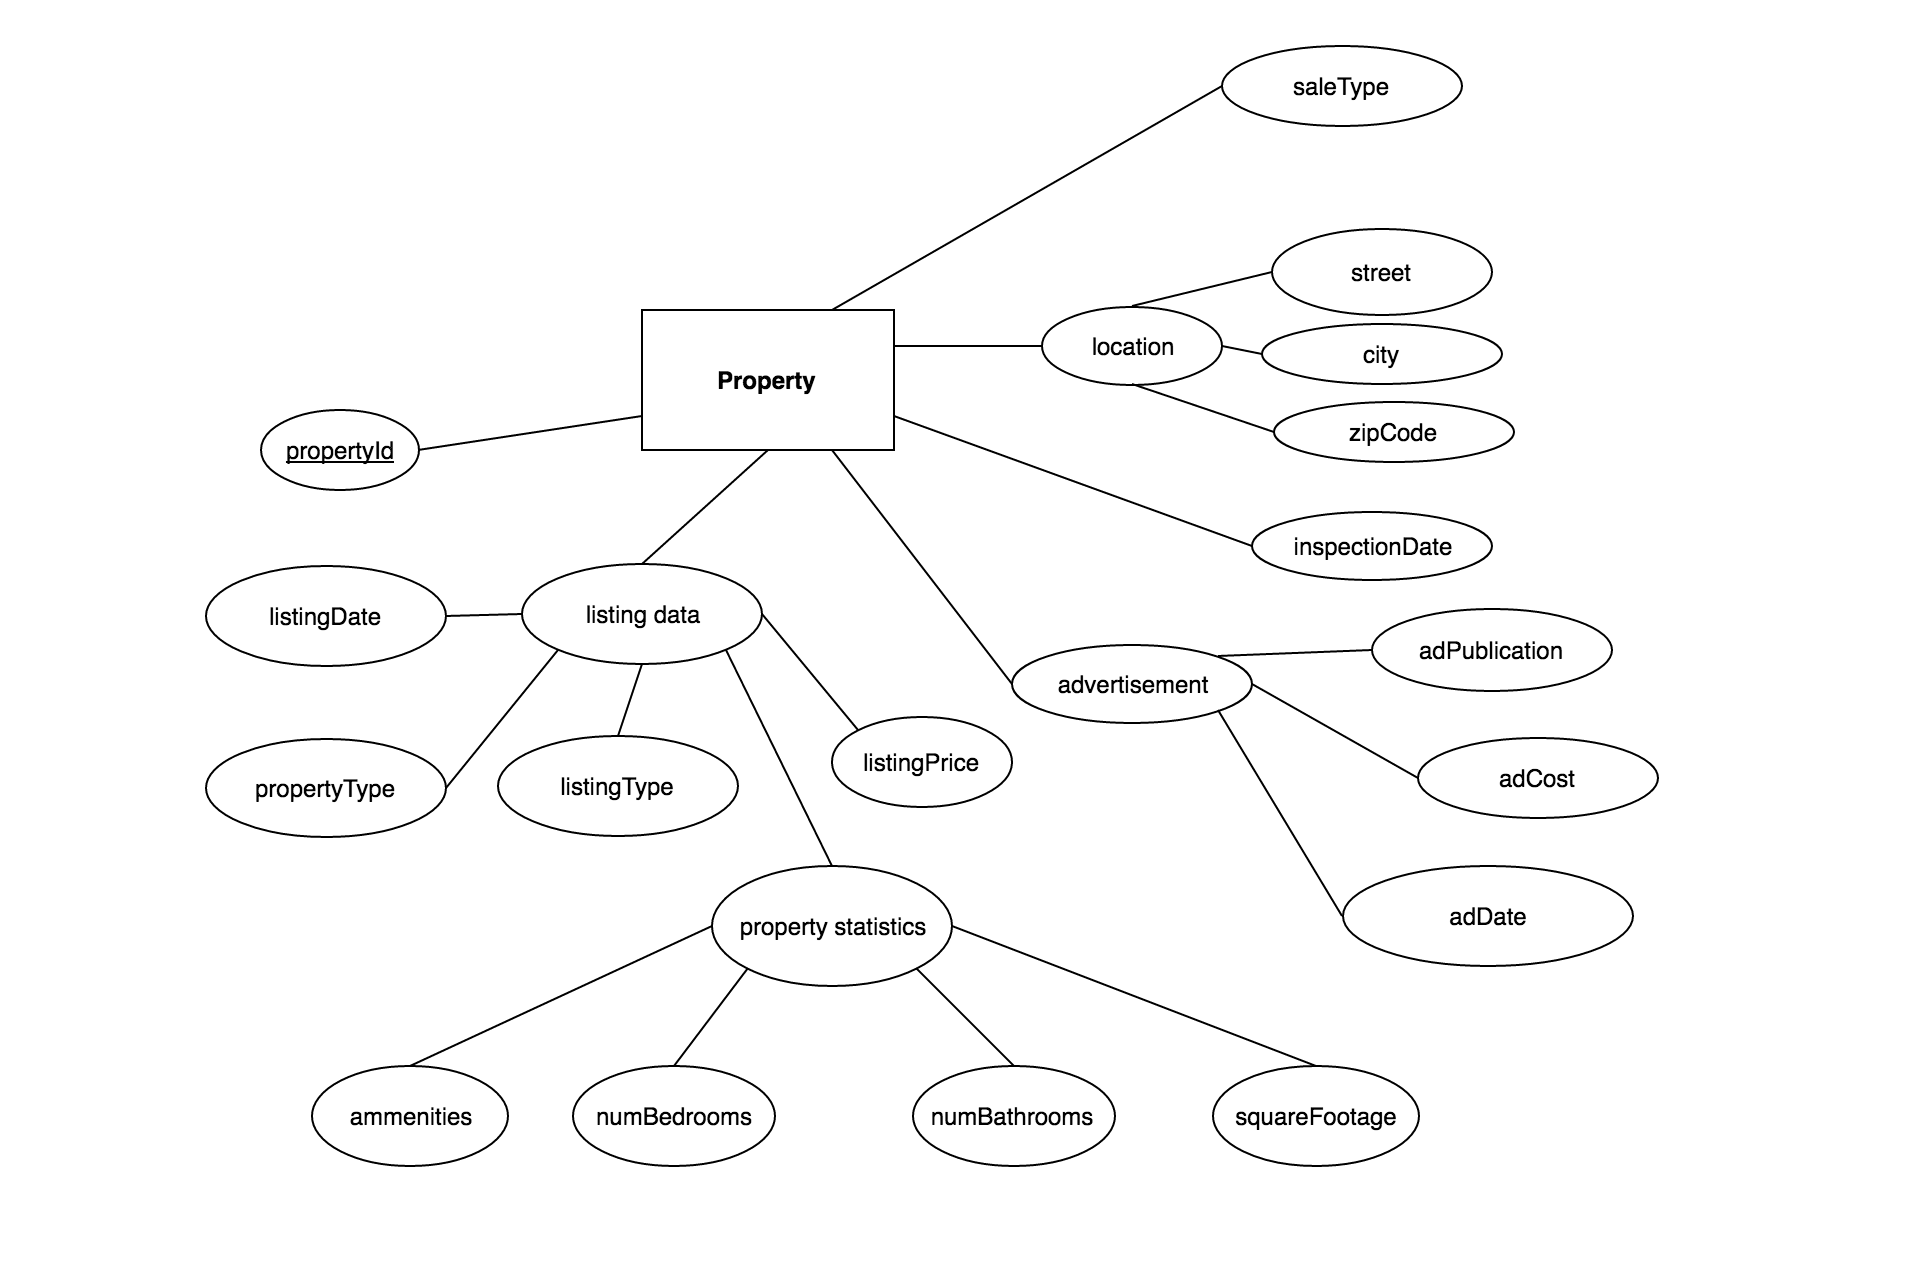 saleType
street
location
city
Property
zipCode
propertyId
inspectionDate
listingDate
listing data
adPublication
advertisement
propertyType
listingType
listingPrice
adCost
property statistics
adDate
ammenities
numBedrooms
numBathrooms
squareFootage